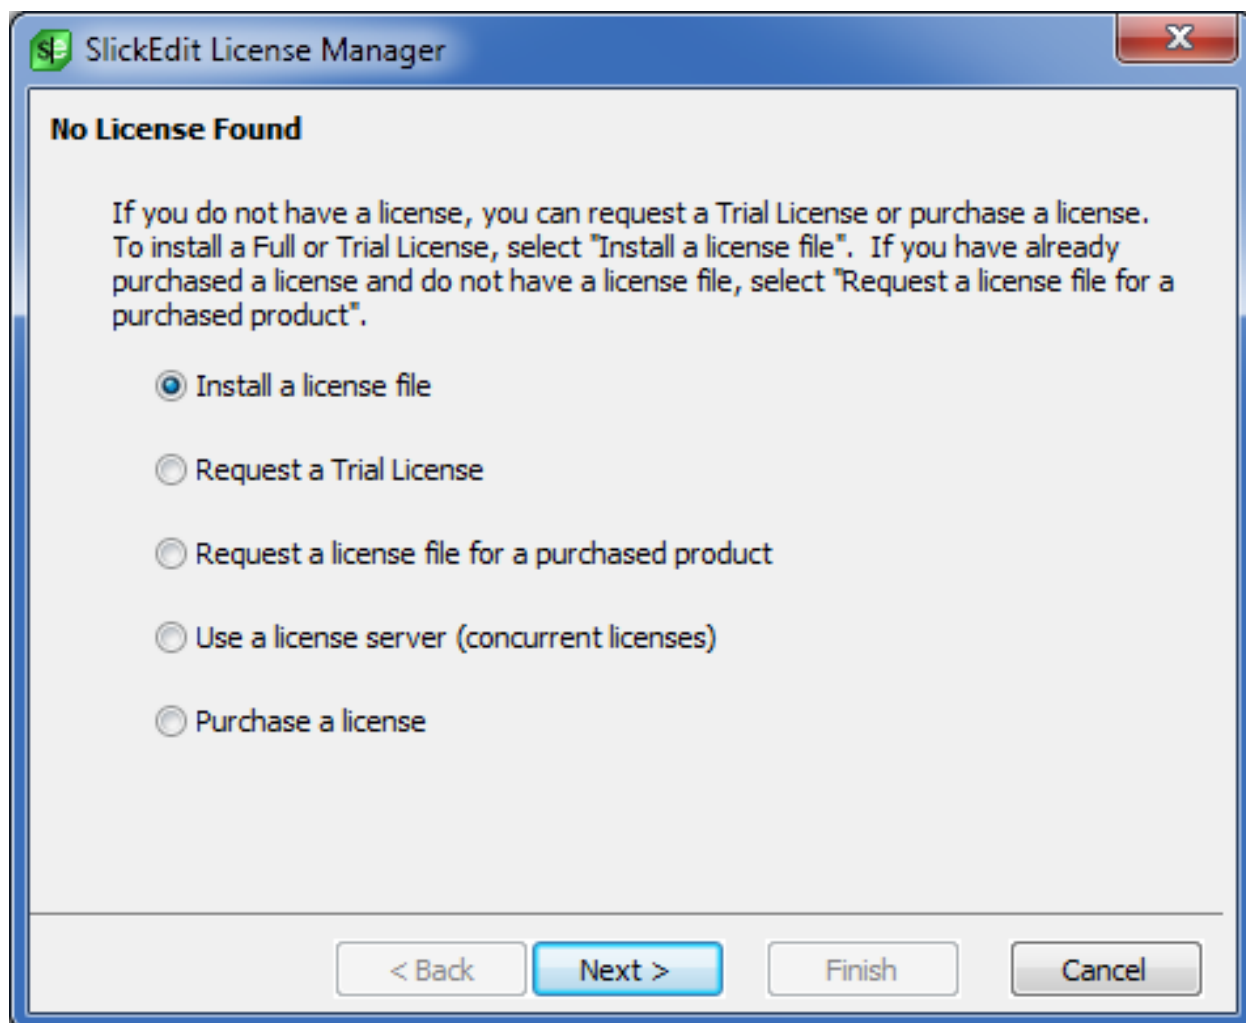 SlickEdit License Manager
No License Found
If you do not have a license, you can request a Trial License or purchase a license.
To install a Full or Trial License, select "Install a license file".  If you have already
purchased a license and do not have a license file, select "Request a license file for a
purchased product".
Install a license file
Request a Trial License
Request a license file for a purchased product
Use a license server (concurrent licenses)
Purchase a license
< Back Next > Finish Cancel